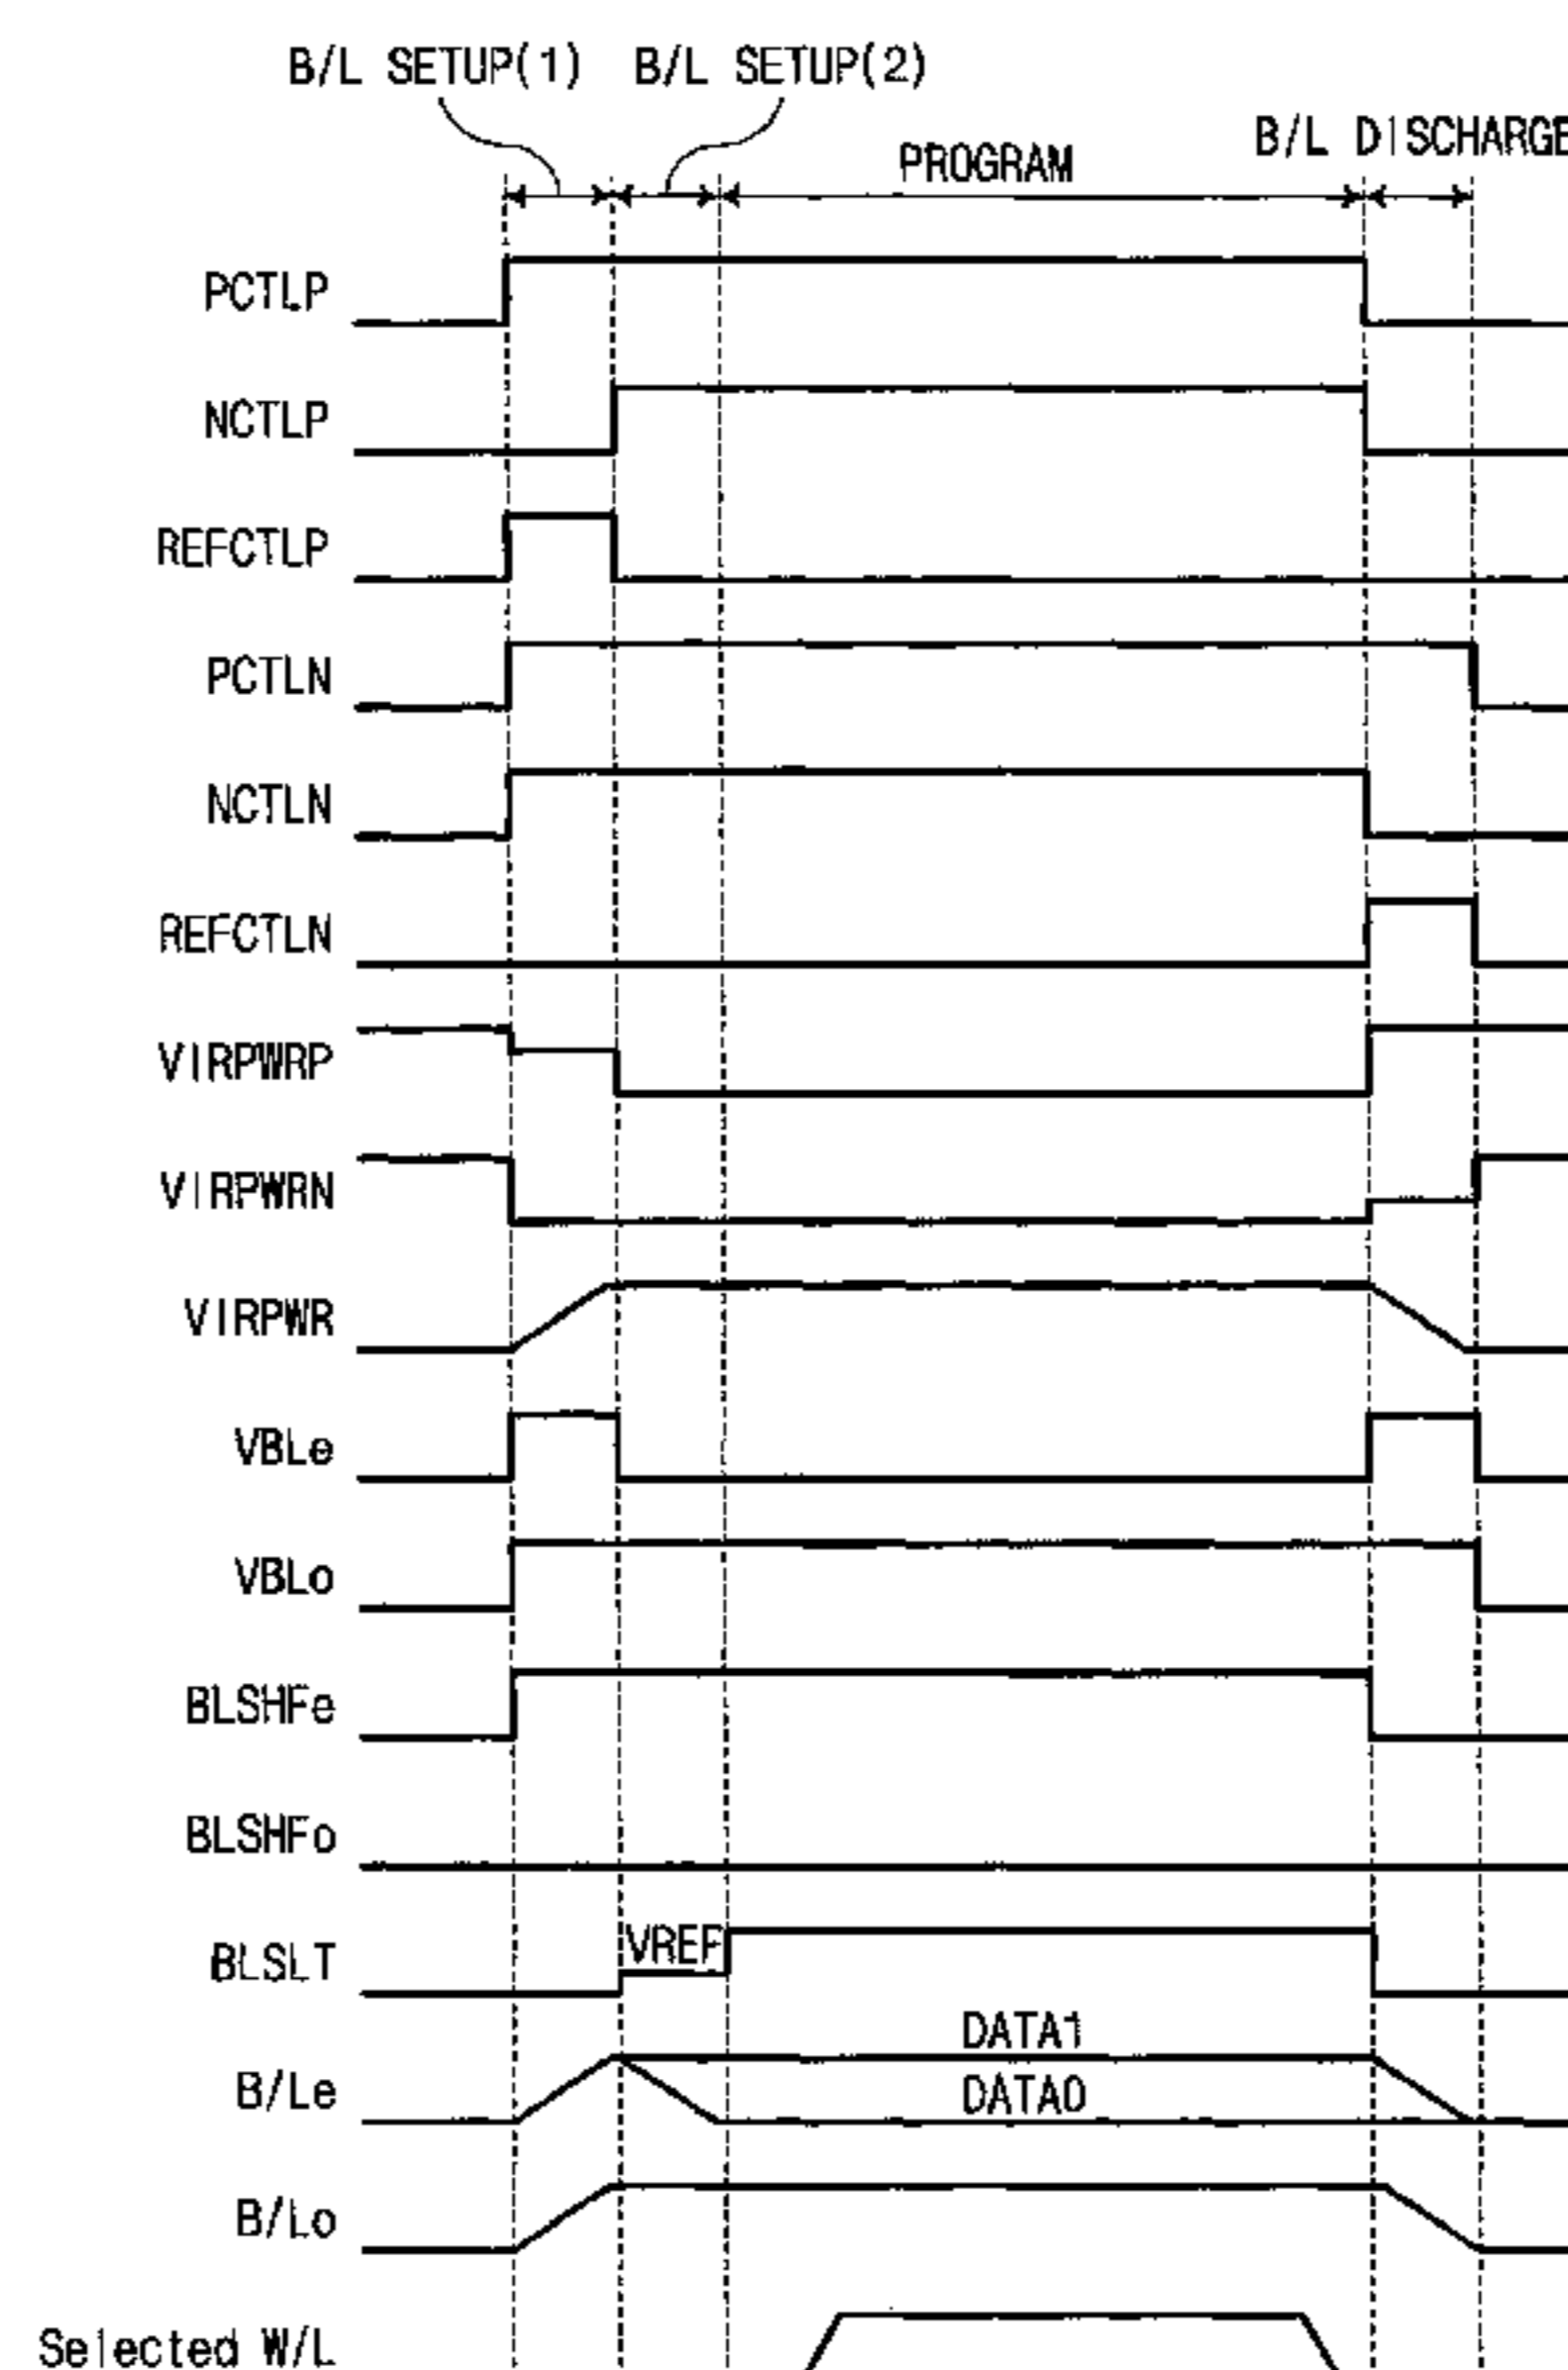 B/L SETUP(1) B/L SETUP(2)
PROGRAM
B/L DISCHARGE
PCTLP
NCTLP
REFCTLP
PCTLN
NCTLN
REFCTLN
VIRPWRP
VIRPWRN
VIRPWR
VBLe
VBLo
BLSHFe
BLSHFo
VREF
BLSLT
DATA1
B/Le
DATA0
B/Lo
Selected W/L